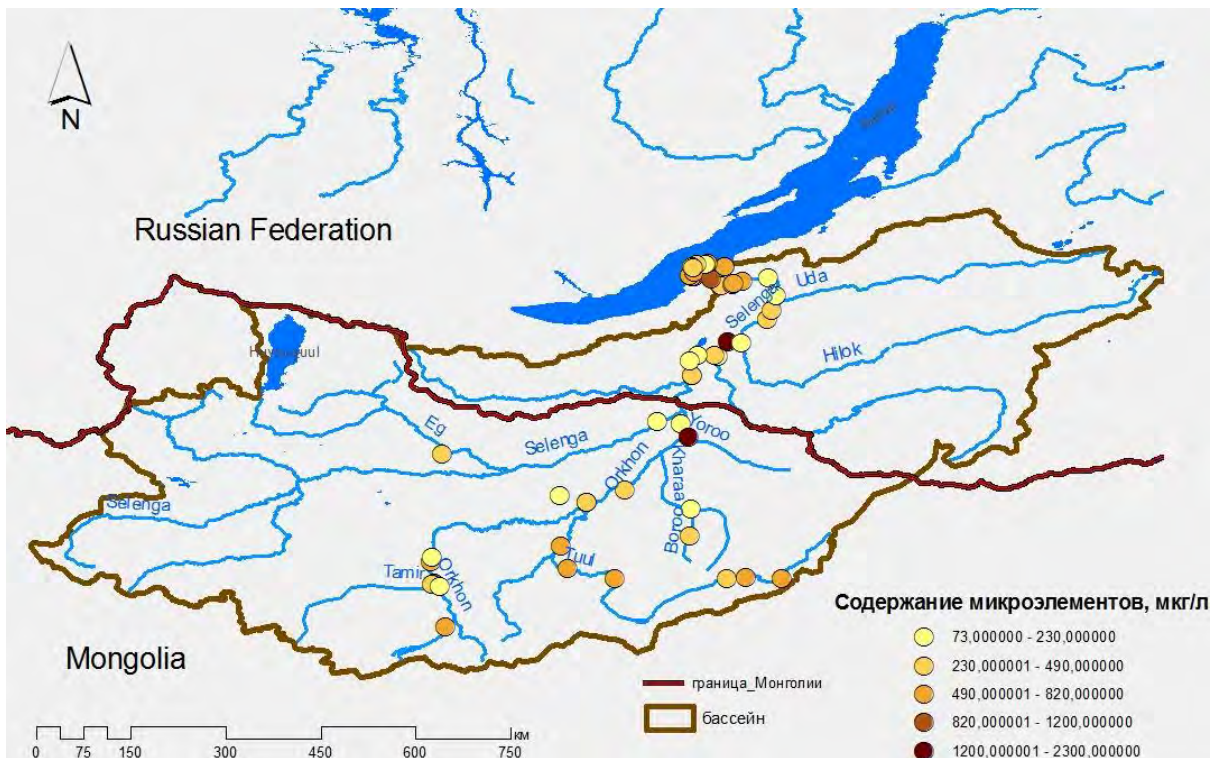 N
Russian Federation
Uda
Selenga
Hilok
Eg
Selenga
Yoroo
Orkhon
Kharaa
Selenga
Boroo
Tuul
Tamir
Orkhon
Mongolia
Содержание микроэлементов, мкг/л
73,000000 - 230,000000
230,000001 - 490,000000
490,000001 - 820,000000
820,000001 - 1200,000000
1200,000001 - 2300,000000
граница_Монголии
бассейн
км
0 75 150 300 450 600 750